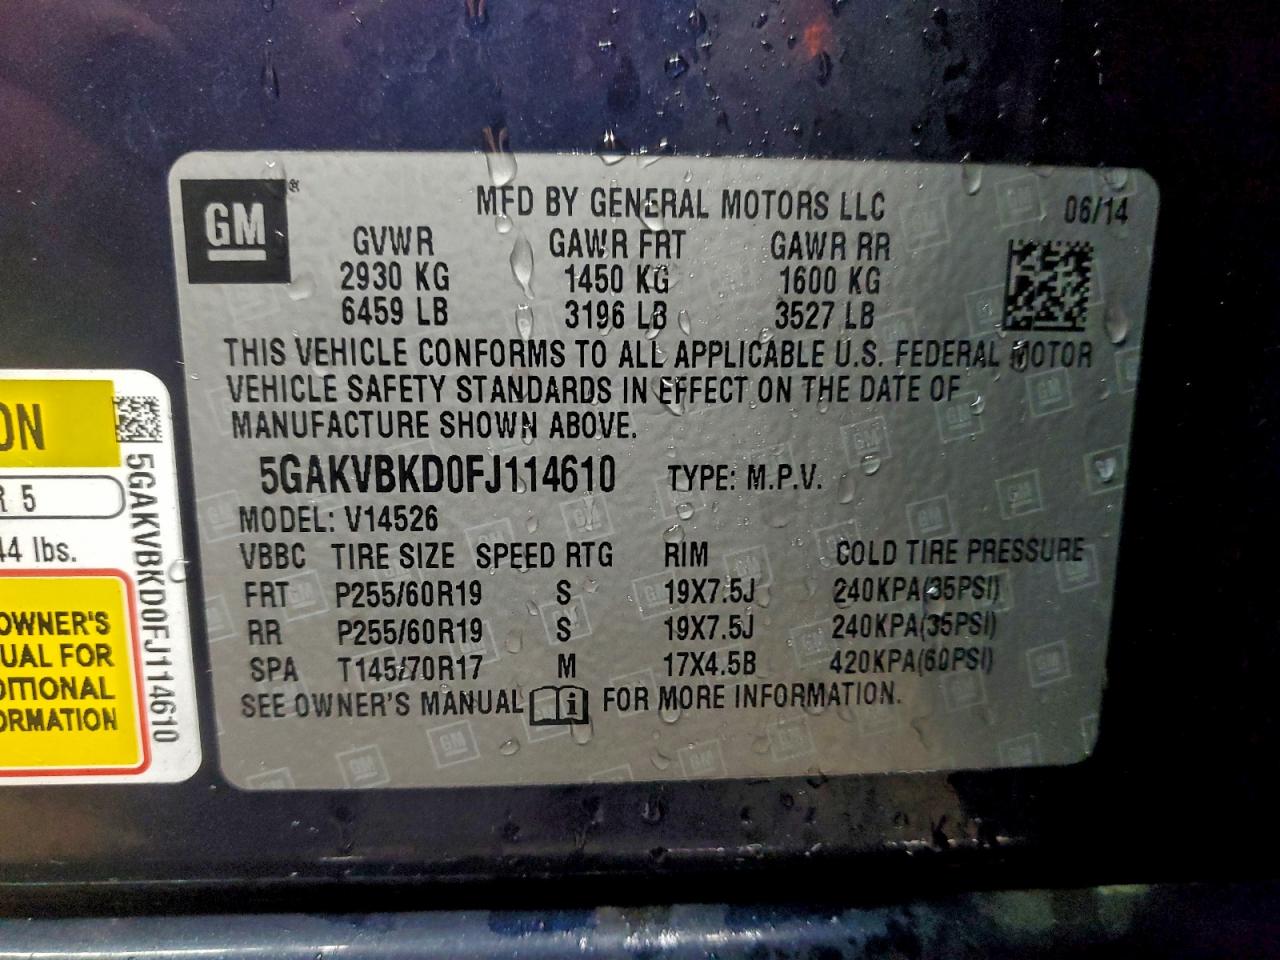 GM®
MFD BY GENERAL MOTORS LLC 06/14
GVWR GAWR FRT GAWR RR
2930 KG 1450 KG 1600 KG
6459 LB 3196 LB 3527 LB
THIS VEHICLE CONFORMS TO ALL APPLICABLE U.S. FEDERAL MOTOR
VEHICLE SAFETY STANDARDS IN EFFECT ON THE DATE OF
MANUFACTURE SHOWN ABOVE.
5GAKVBKD0FJ114610 TYPE: M.P.V.
MODEL: V14526
VBBC TIRE SIZE SPEED RTG RIM COLD TIRE PRESSURE
FRT P255/60R19 S 19X7.5J 240KPA(35PSI)
RR P255/60R19 S 19X7.5J 240KPA(35PSI)
SPA T145/70R17 M 17X4.5B 420KPA(60PSI)
SEE OWNER'S MANUAL FOR MORE INFORMATION.
ON
R 5
44 lbs.
OWNER'S
UAL FOR
DITIONAL
ORMATION
5GAKVBKD0FJ114610